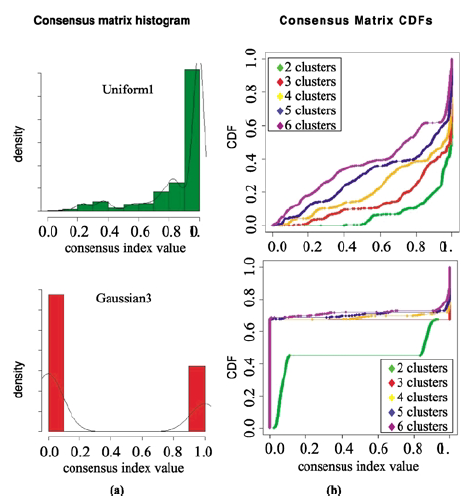 Consensus matrix histogram
Consensus Matrix CDFs
Uniform1
density
0.0 0.2 0.4 0.6 0.8 0.
consensus index value
CDF
0.0 0.2 0.4 0.6 0.8 1.0
2 clusters
3 clusters
4 clusters
5 clusters
6 clusters
0.0 0.2 0.4 0.6 0.8 0.
consensus index value
Gaussian3
density
0.0 0.2 0.4 0.6 0.8 1.0
consensus index value
CDF
0.0 0.2 0.4 0.6 0.8 1.0
2 clusters
3 clusters
4 clusters
5 clusters
6 clusters
0.0 0.2 0.4 0.6 0.8 0.
consensus index value
(a)
(b)